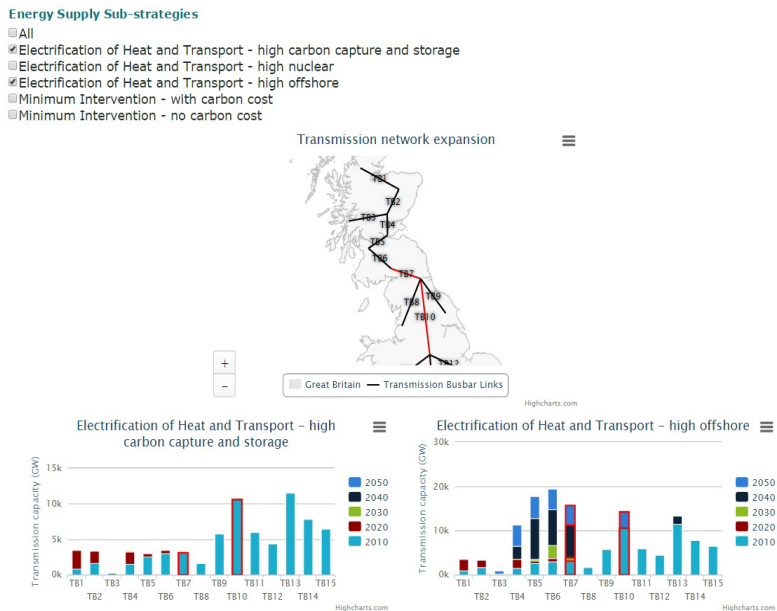 Energy Supply Sub-strategies
All
Electrification of Heat and Transport - high carbon capture and storage
Electrification of Heat and Transport - high nuclear
Electrification of Heat and Transport - high offshore
Minimum Intervention - with carbon cost
Minimum Intervention - no carbon cost
Transmission network expansion
TB1
TB2
TB3
TB4
TB5
TB6
TB7
TB8
TB9
TB10
TB12
+
-
Great Britain
Transmission Busbar Links
Highcharts.com
Electrification of Heat and Transport - high
carbon capture and storage
Transmission capacity (GW)
15k
10k
5k
0k
TB1
TB2
TB3
TB4
TB5
TB6
TB7
TB8
TB9
TB10
TB11
TB12
TB13
TB14
TB15
2050
2040
2030
2020
2010
Highcharts.com
Electrification of Heat and Transport - high offshore
Transmission capacity (GW)
30k
20k
10k
0k
TB1
TB2
TB3
TB4
TB5
TB6
TB7
TB8
TB9
TB10
TB11
TB12
TB13
TB14
TB15
2050
2040
2030
2020
2010
Highcharts.com